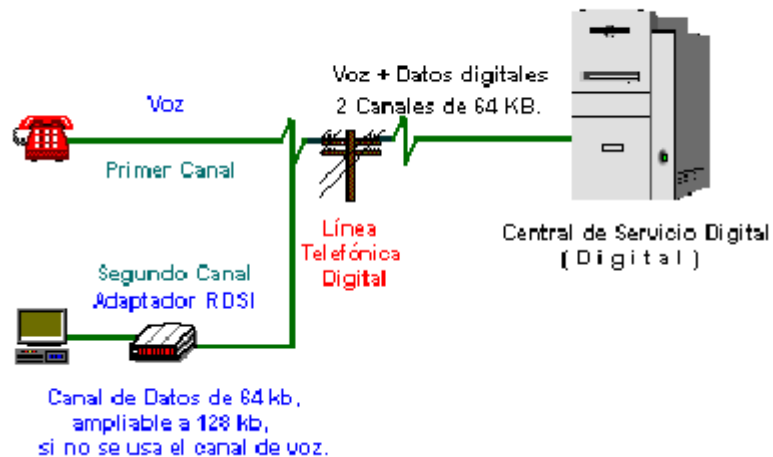 Voz + Datos digitales
2 Canales de 64 KB.
Voz
Primer Canal
Línea
Telefónica
Digital
Central de Servicio Digital
( D i g i t a l )
Segundo Canal
Adaptador RDSI
Canal de Datos de 64 kb,
ampliable a 128 kb,
si no se usa el canal de voz.